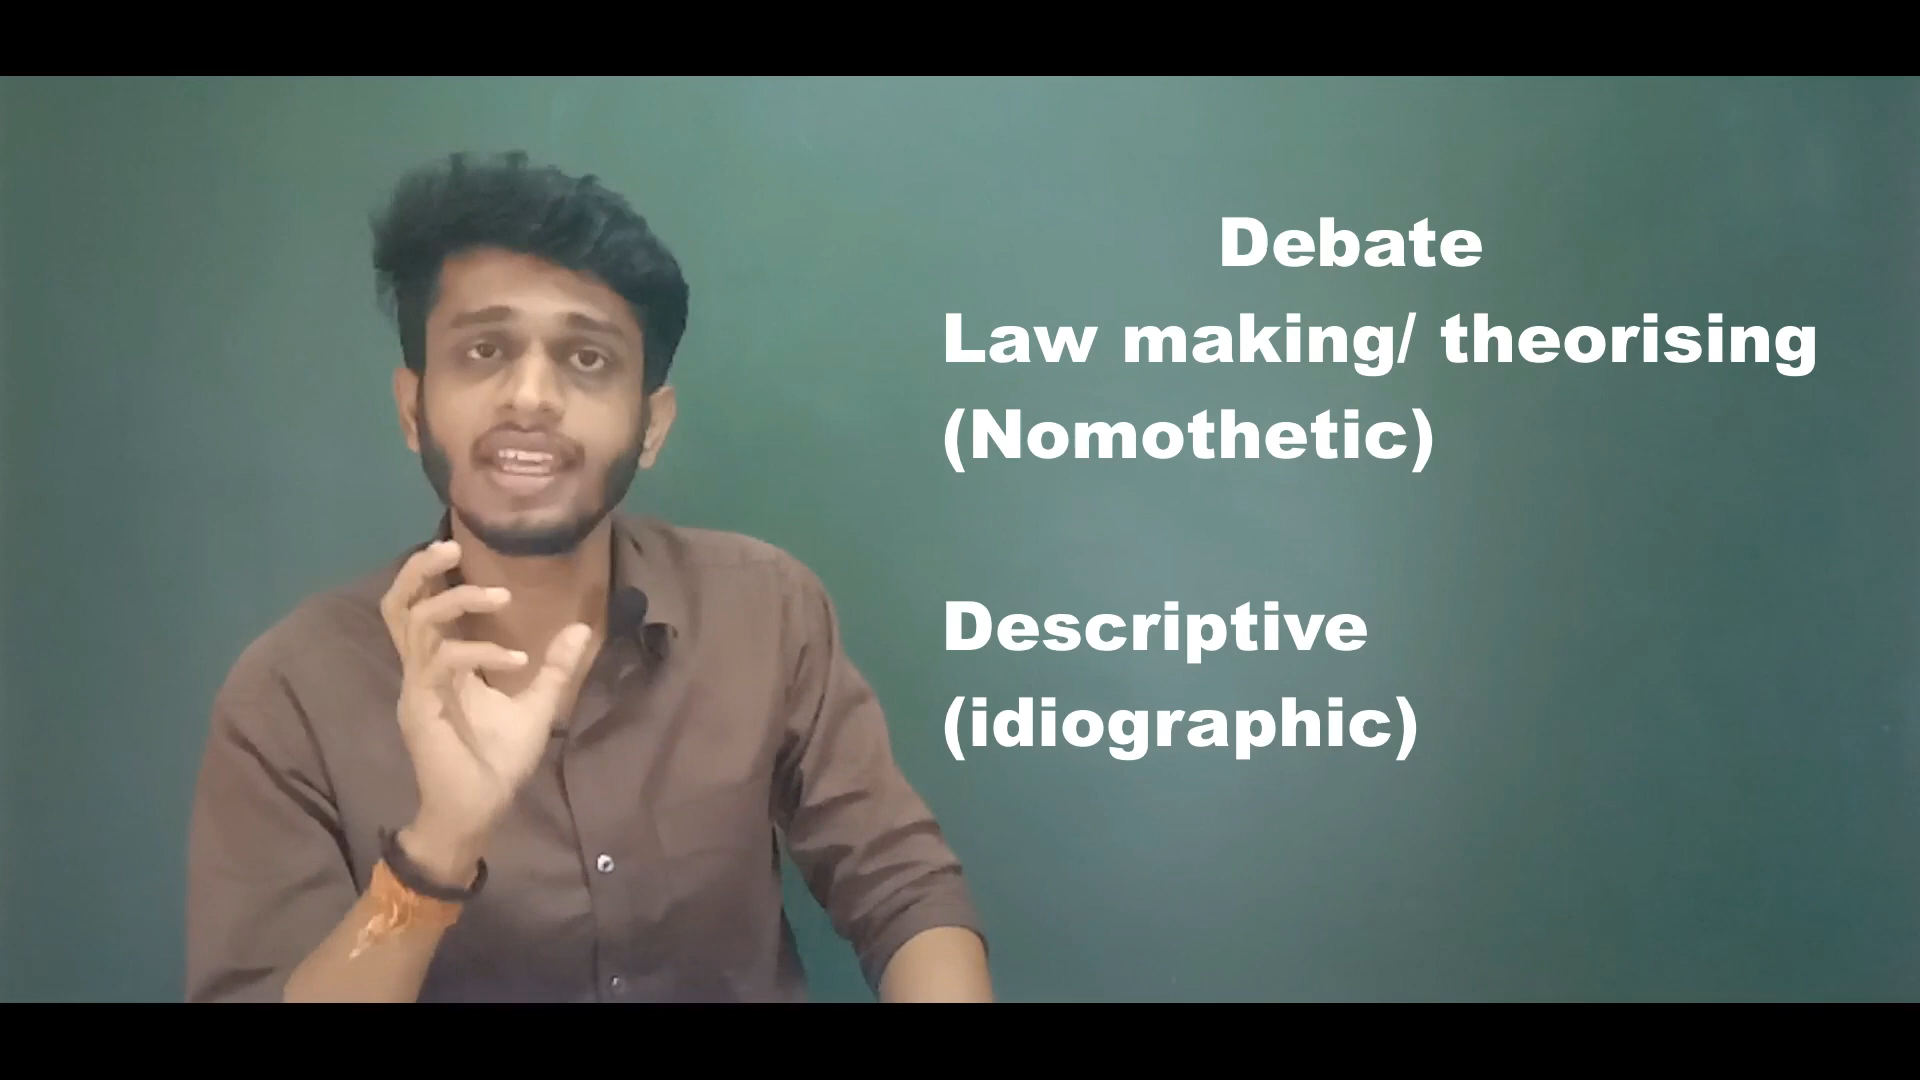 Debate
Law making/ theorising
(Nomothetic)
Descriptive
(idiographic)